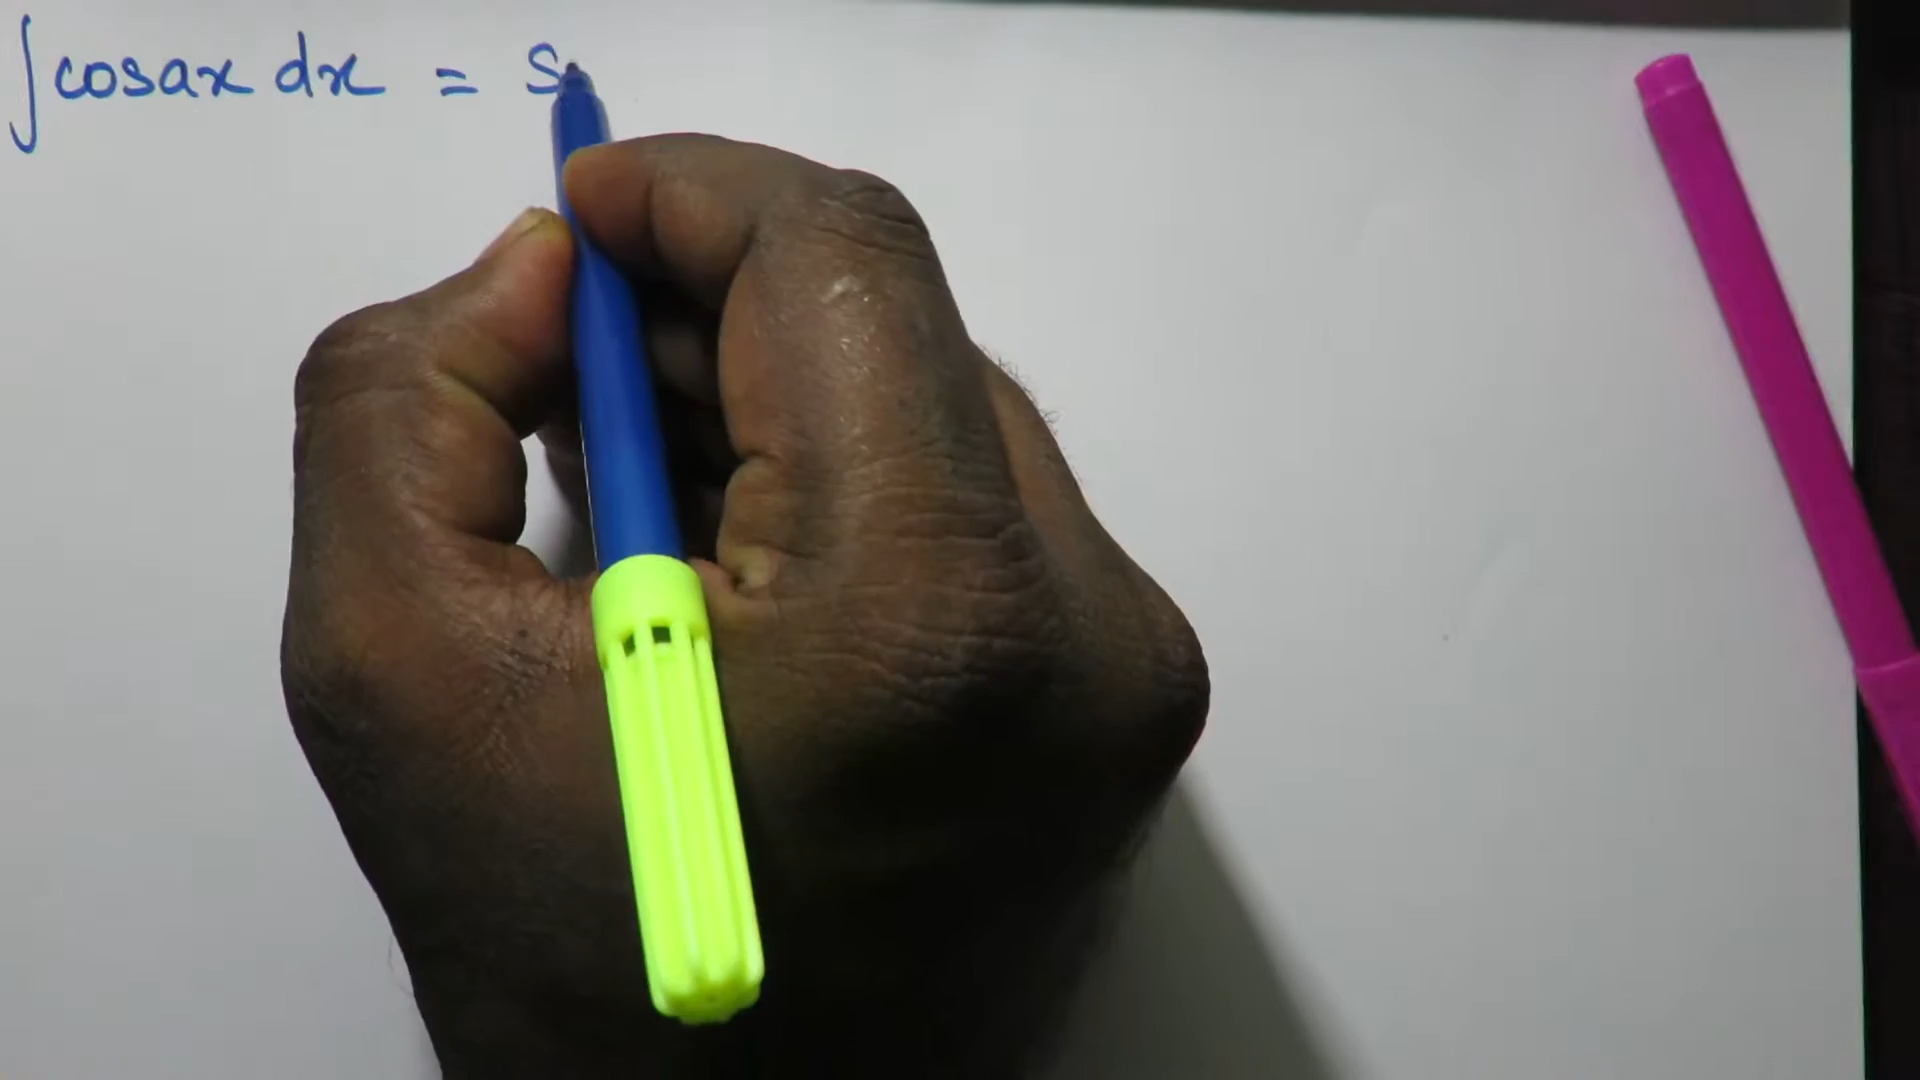 ∫cosax dx = s